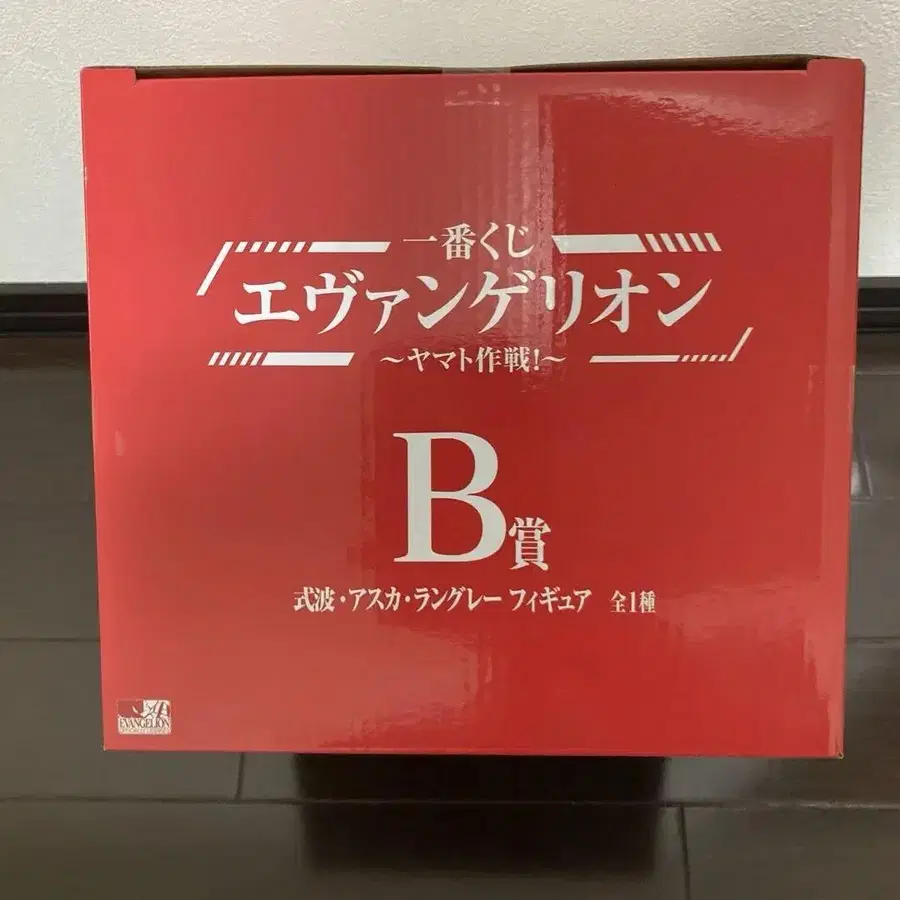 一番くじ
エヴァンゲリオン
～ヤマト作戦!～
B賞
式波・アスカ・ラングレー フィギュア 全1種
EVANGELION